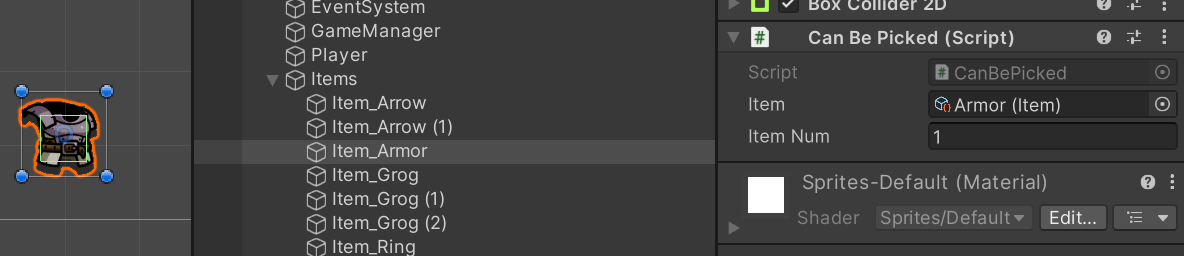 EventSystem
GameManager
Player
Items
Item_Arrow
Item_Arrow (1)
Item_Armor
Item_Grog
Item_Grog (1)
Item_Grog (2)
Item_Ring
Box Collider 2D
# Can Be Picked (Script)
Script # CanBePicked
Item Armor (Item)
Item Num 1
Sprites-Default (Material)
Shader Sprites/Default Edit...